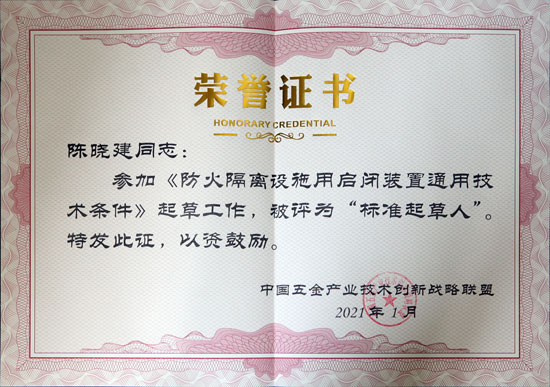 荣誉证书
HONORARY CREDENTIAL
陈晓建同志：
参加《防火隔离设施用启闭装置通用技
术条件》起草工作，被评为“标准起草人”。
特发此证，以资鼓励。
中国五金产业技术创新战略联盟
2021年1月